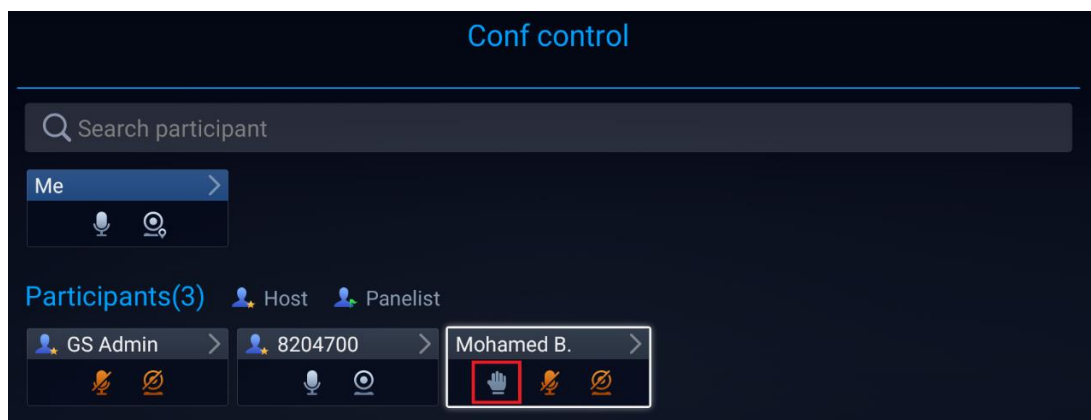 Conf control
Search participant
Me
Participants(3) Host Panelist
GS Admin 8204700 Mohamed B.